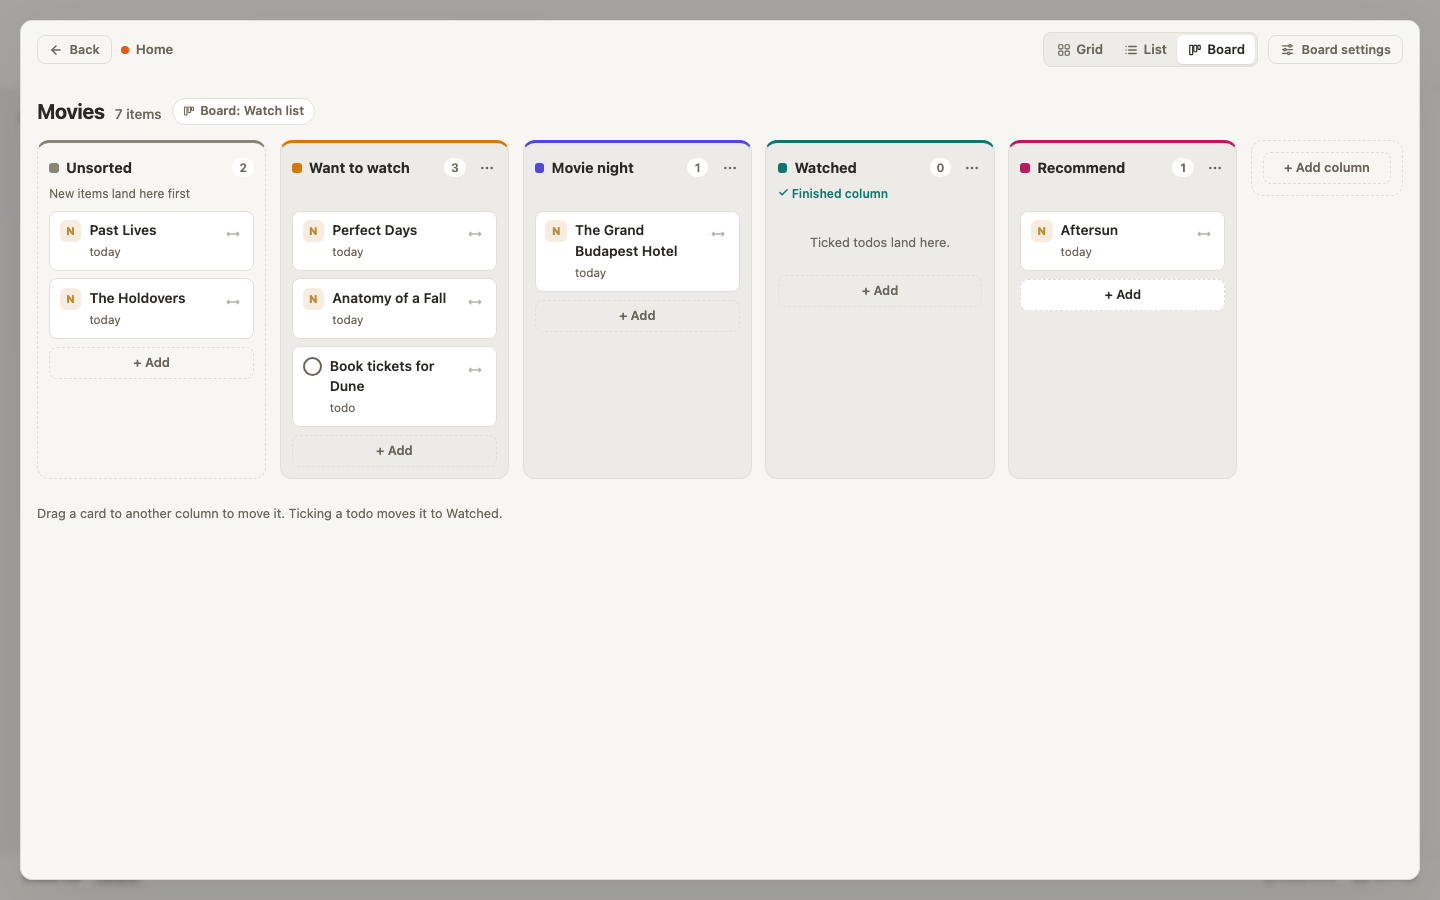 Back
Home
Grid
List
Board
Board settings
Movies
7 items
Board: Watch list
Unsorted
2
New items land here first
N
Past Lives
today
N
The Holdovers
today
+ Add
Want to watch
3
N
Perfect Days
today
N
Anatomy of a Fall
today
Book tickets for
Dune
todo
+ Add
Movie night
1
N
The Grand
Budapest Hotel
today
+ Add
Watched
0
Finished column
Ticked todos land here.
+ Add
Recommend
1
N
Aftersun
today
+ Add
+ Add column
Drag a card to another column to move it. Ticking a todo moves it to Watched.